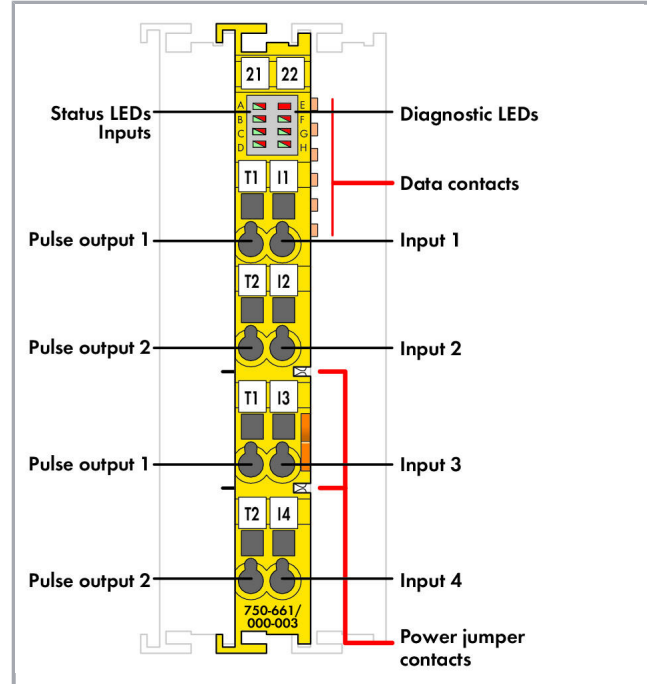 21 22
A E
B F
C G
D H
Status LEDs
Inputs
Diagnostic LEDs
Data contacts
T1 I1
Pulse output 1
Input 1
T2 I2
Pulse output 2
Input 2
T1 I3
Pulse output 1
Input 3
T2 I4
Pulse output 2
Input 4
750-661/
000-003
Power jumper
contacts